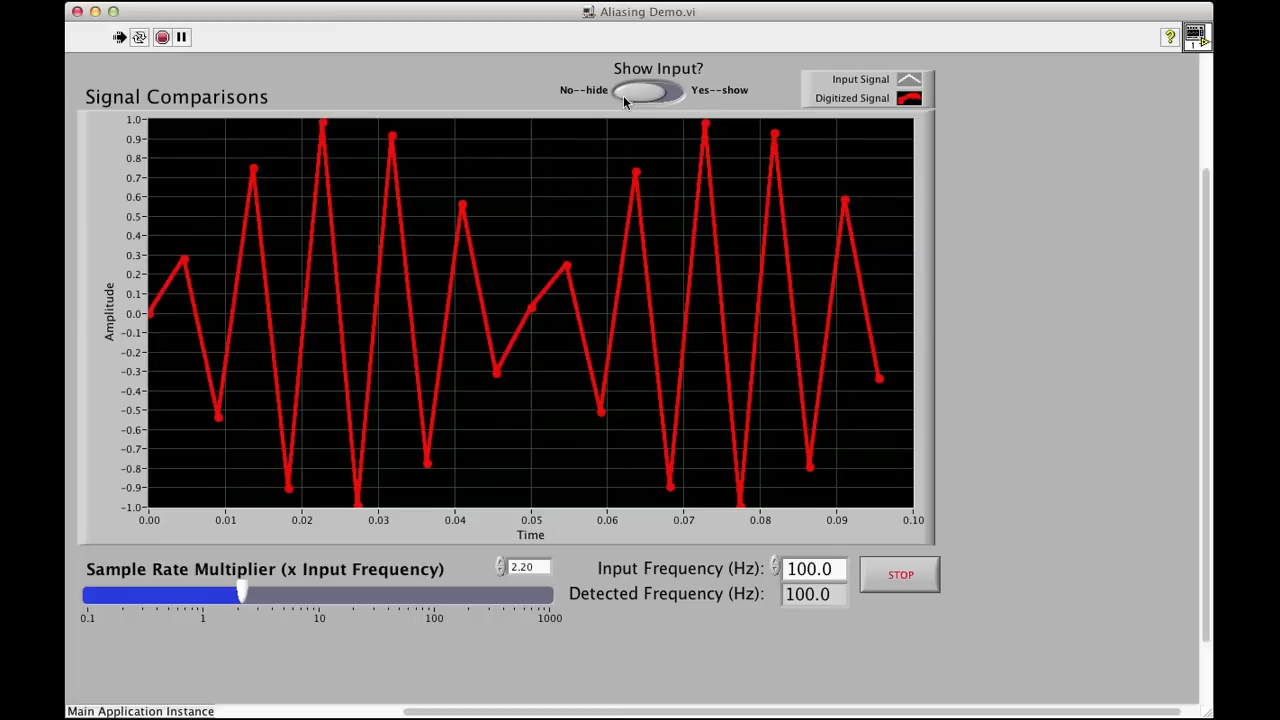 Aliasing Demo.vi
?
1
Show Input?
No--hide
Yes--show
Input Signal
Digitized Signal
Signal Comparisons
1.0
0.9
0.8
0.7
0.6
0.5
0.4
0.3
0.2
0.1
0.0
-0.1
-0.2
-0.3
-0.4
-0.5
-0.6
-0.7
-0.8
-0.9
-1.0
Amplitude
0.00 0.01 0.02 0.03 0.04 0.05 0.06 0.07 0.08 0.09 0.10
Time
Sample Rate Multiplier (x Input Frequency)
2.20
0.1 1 10 100 1000
Input Frequency (Hz): 100.0
Detected Frequency (Hz): 100.0
STOP
Main Application Instance